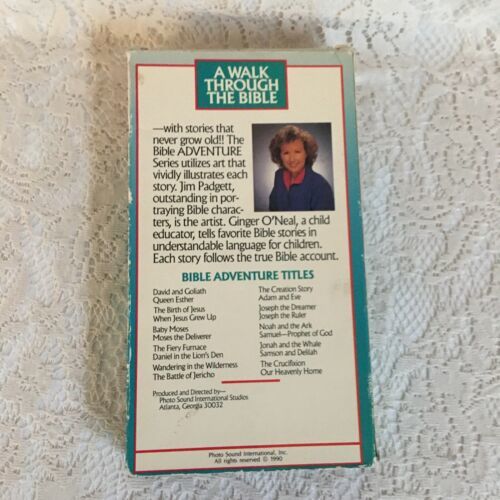 A WALK
THROUGH
THE BIBLE
—with stories that
never grow old!! The
Bible ADVENTURE
Series utilizes art that
vividly illustrates each
story. Jim Padgett,
outstanding in por-
traying Bible charac-
ters, is the artist. Ginger O'Neal, a child
educator, tells favorite Bible stories in
understandable language for children.
Each story follows the true Bible account.
BIBLE ADVENTURE TITLES
David and Goliath
Queen Esther
The Birth of Jesus
When Jesus Grew Up
Baby Moses
Moses the Deliverer
The Fiery Furnace
Daniel in the Lion's Den
Wandering in the Wilderness
The Battle of Jericho
The Creation Story
Adam and Eve
Joseph the Dreamer
Joseph the Ruler
Noah and the Ark
Samuel—Prophet of God
Jonah and the Whale
Samson and Delilah
The Crucifixion
Our Heavenly Home
Produced and Directed by—
Photo Sound International Studios
Atlanta, Georgia 30032
Photo Sound International, Inc.
All rights reserved © 1990